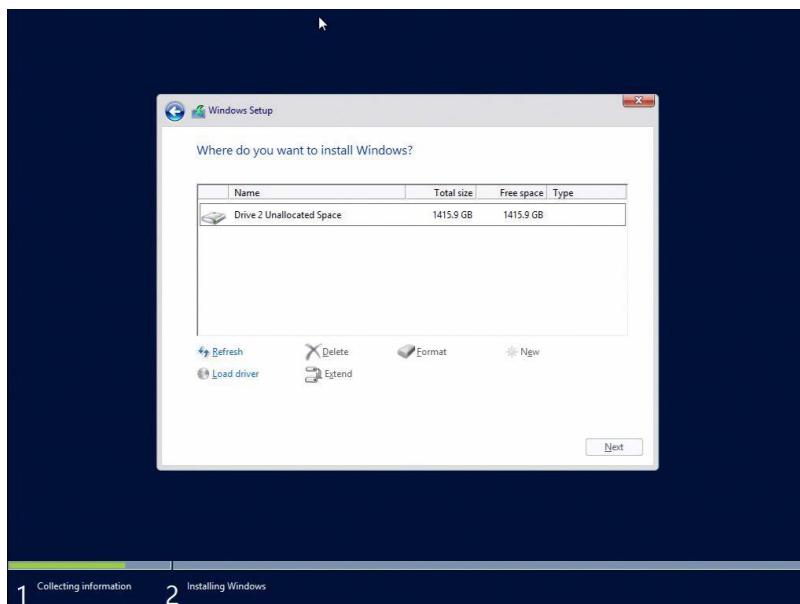 Windows Setup
Where do you want to install Windows?
Name Total size Free space Type
Drive 2 Unallocated Space 1415.9 GB 1415.9 GB
Refresh Delete Format New
Load driver Extend
Next
1 Collecting information 2 Installing Windows